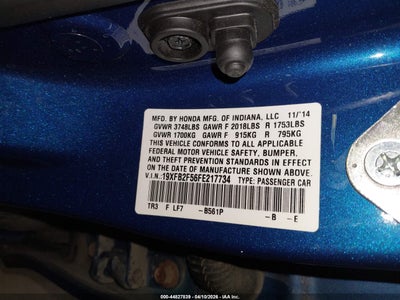 MFD. BY HONDA MFG. OF INDIANA, LLC 11/'14
GVWR 3748LBS GAWR F 2018LBS R 1753LBS
GVWR 1700KG GAWR F 915KG R 795KG
THIS VEHICLE CONFORMS TO ALL APPLICABLE
FEDERAL MOTOR VEHICLE SAFETY, BUMPER,
AND THEFT PREVENTION STANDARDS IN EFFECT
ON THE DATE OF MANUFACTURE SHOWN ABOVE.
V.I.N. 19XFB2F56FE217734 TYPE: PASSENGER CAR
TR3 F LF7 -B561P -B -E
000-44827839 - 04/10/2026 - IAAI.COM